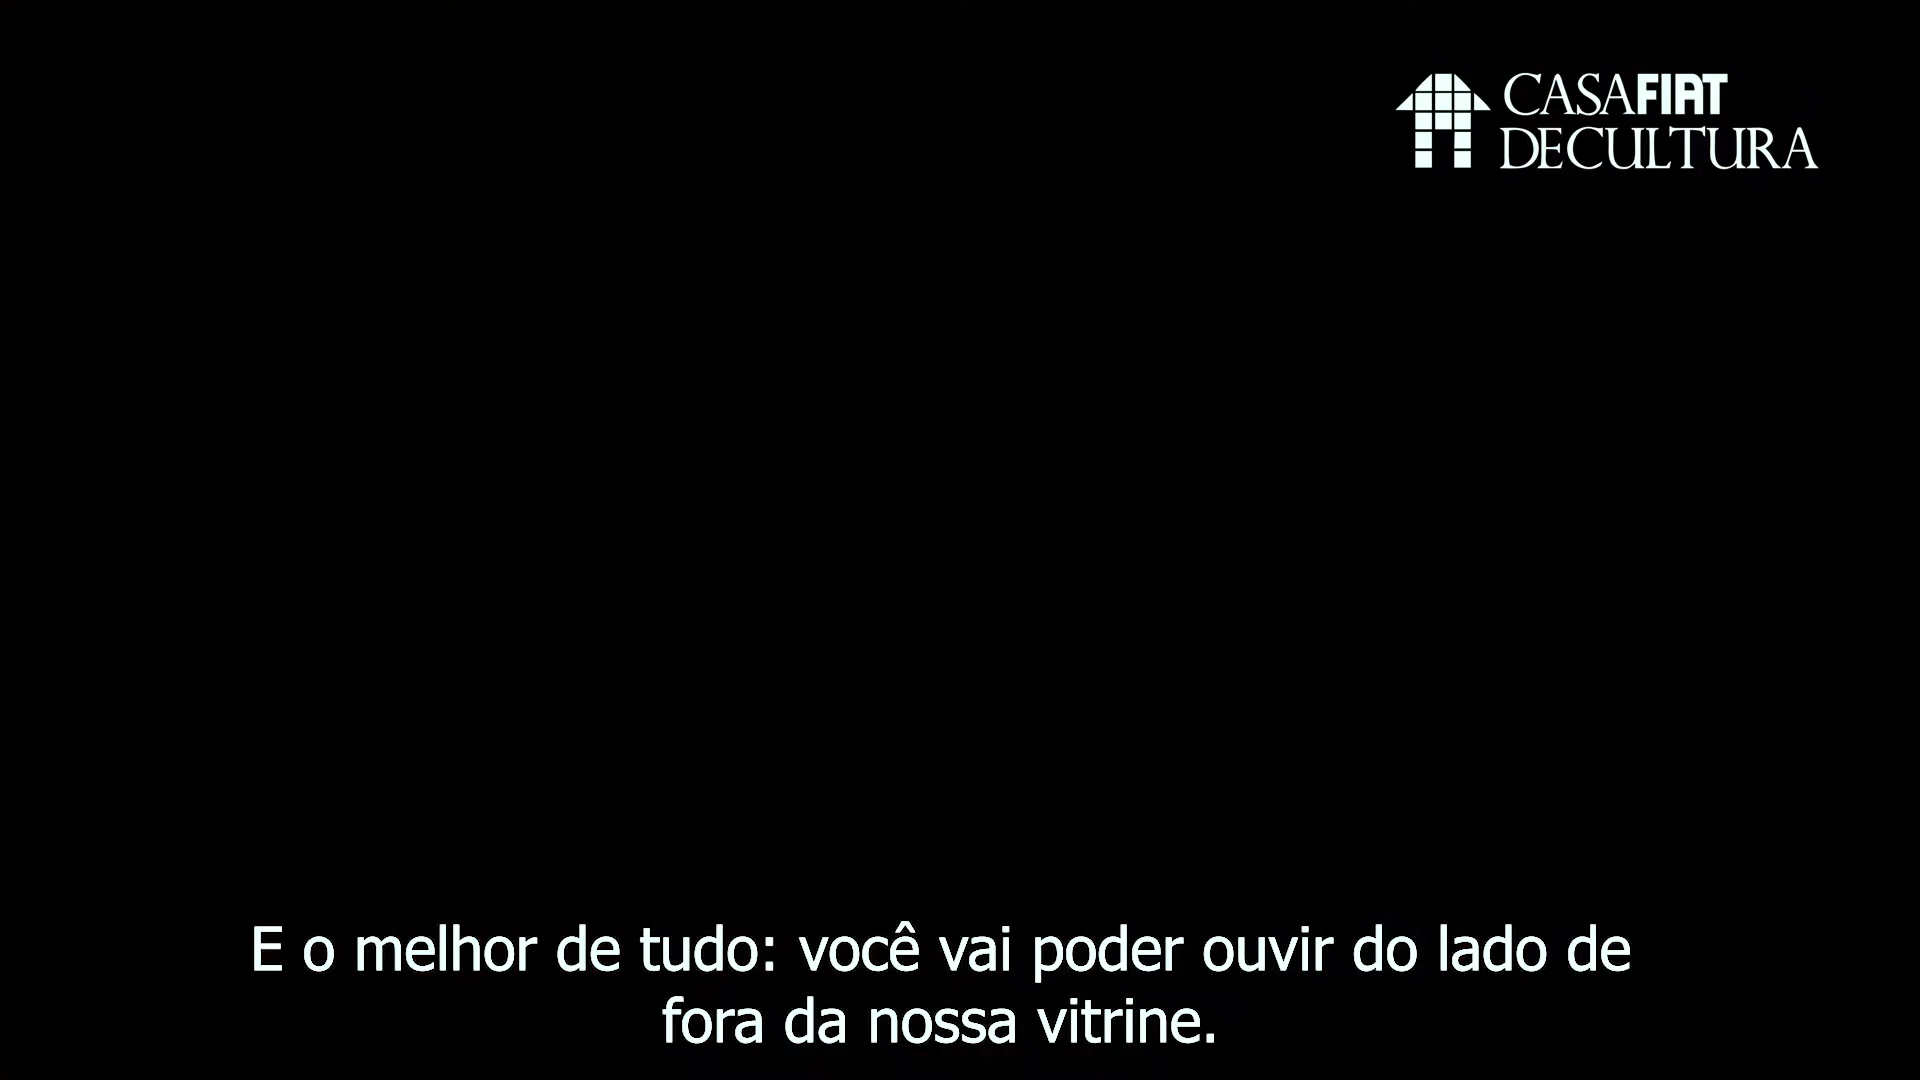 CASAFIAT
DECULTURA
E o melhor de tudo: você vai poder ouvir do lado de
fora da nossa vitrine.